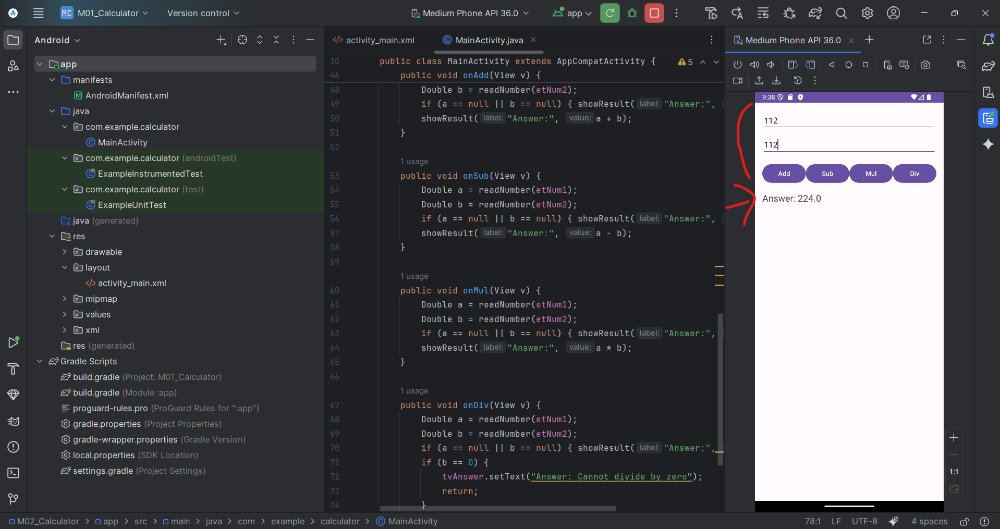 MC M01_Calculator Version control Medium Phone API 36.0 app
Android
app
manifests
AndroidManifest.xml
java
com.example.calculator
MainActivity
com.example.calculator (androidTest)
ExampleInstrumentedTest
com.example.calculator (test)
ExampleUnitTest
java (generated)
res
drawable
layout
activity_main.xml
mipmap
values
xml
res (generated)
Gradle Scripts
build.gradle (Project: M01_Calculator)
build.gradle (Module :app)
proguard-rules.pro (ProGuard Rules for ":app")
gradle.properties (Project Properties)
gradle-wrapper.properties (Gradle Version)
local.properties (SDK Location)
settings.gradle (Project Settings)
activity_main.xml MainActivity.java
10 public class MainActivity extends AppCompatActivity { 5
46 public void onAdd(View v) {
48 Double b = readNumber(etNum2);
49 if (a == null || b == null) { showResult( label: "Answer:",
50 showResult( label: "Answer:", value: a + b);
51 }
52
1 usage
53 public void onSub(View v) {
54 Double a = readNumber(etNum1);
55 Double b = readNumber(etNum2);
56 if (a == null || b == null) { showResult( label: "Answer:",
57 showResult( label: "Answer:", value: a - b);
58 }
59
1 usage
60 public void onMul(View v) {
61 Double a = readNumber(etNum1);
62 Double b = readNumber(etNum2);
63 if (a == null || b == null) { showResult( label: "Answer:",
64 showResult( label: "Answer:", value: a * b);
65 }
66
1 usage
67 public void onDiv(View v) {
68 Double a = readNumber(etNum1);
69 Double b = readNumber(etNum2);
70 if (a == null || b == null) { showResult( label: "Answer:",
71 if (b == 0) {
72 tvAnswer.setText("Answer: Cannot divide by zero");
73 return;
74 }
Medium Phone API 36.0
9:38
112
112
Add Sub Mul Div
Answer: 224.0
1:1
M02_Calculator > app > src > main > java > com > example > calculator > MainActivity 78:1 LF UTF-8 4 spaces